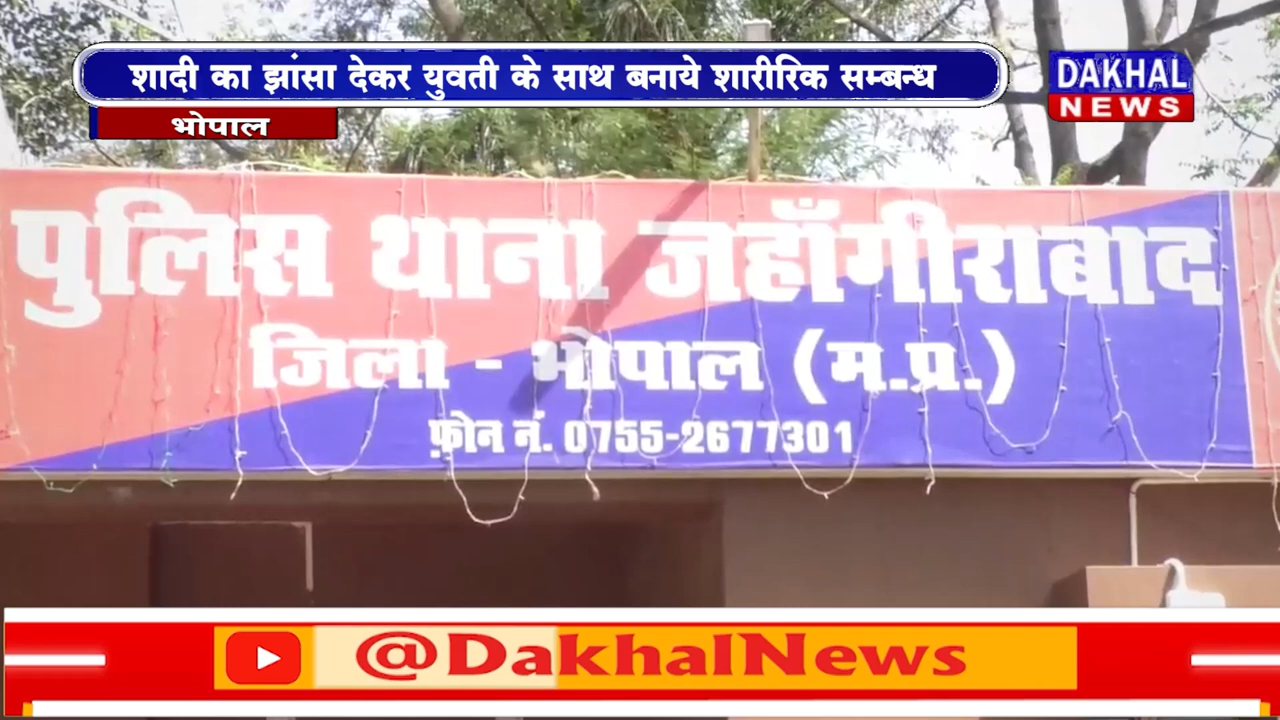 शादी का झांसा देकर युवती के साथ बनाये शारीरिक सम्बन्ध
DAKHAL
NEWS
भोपाल
पुलिस थाना जहाँगीराबाद
जिला - भोपाल (म.प्र.)
फ़ोन नं. 0755-2677301
@DakhalNews